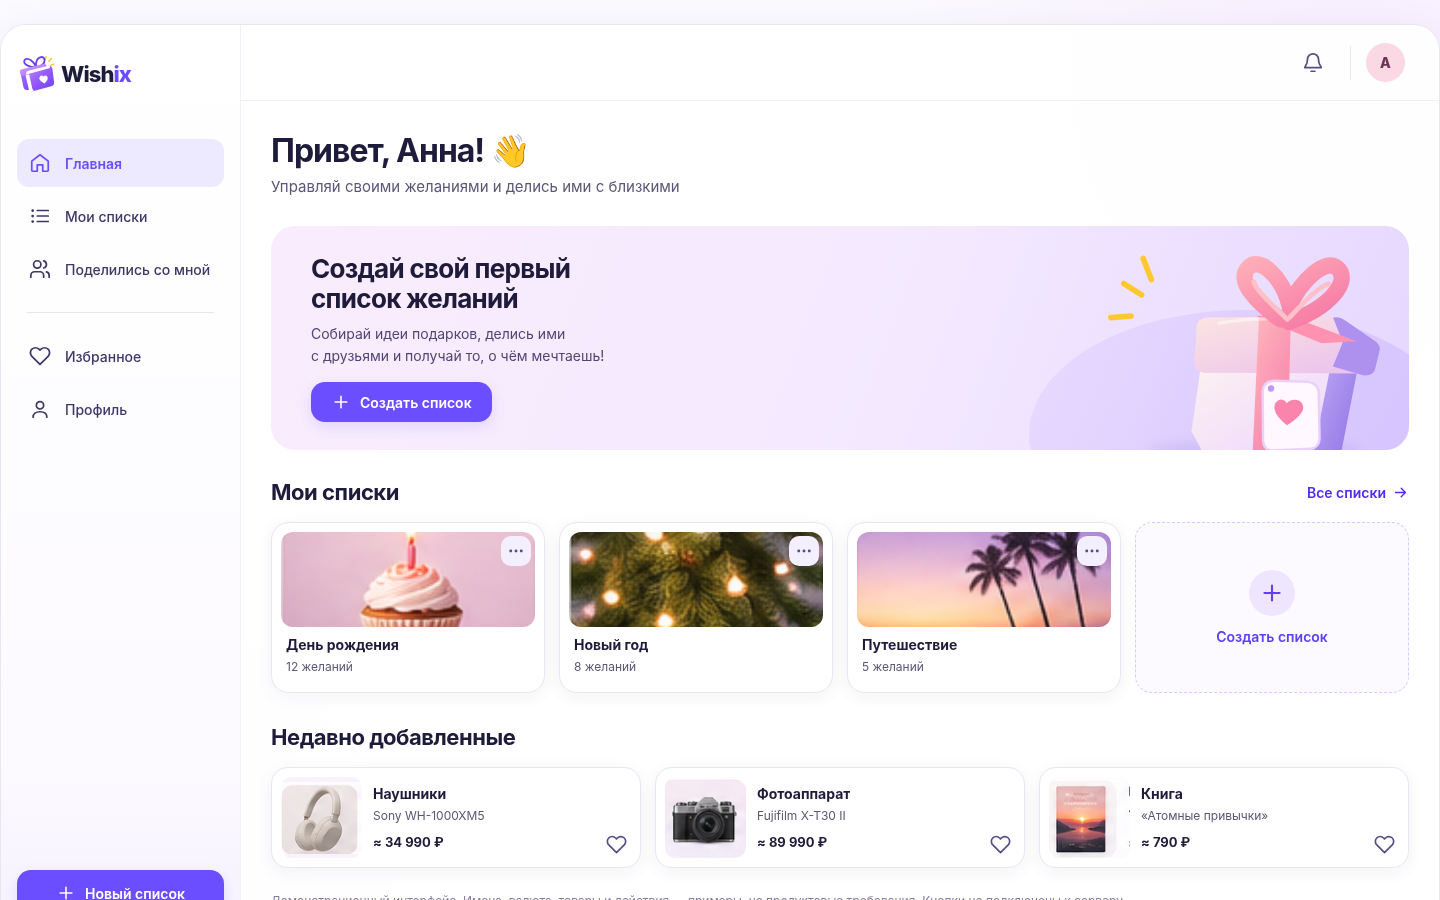 Wishix
A
Главная
Мои списки
Поделились со мной
Избранное
Профиль
Новый список
Привет, Анна! 👋
Управляй своими желаниями и делись ими с близкими
Создай свой первый
список желаний
Собирай идеи подарков, делись ими
с друзьями и получай то, о чём мечтаешь!
Создать список
Мои списки
Все списки →
День рождения
12 желаний
Новый год
8 желаний
Путешествие
5 желаний
Создать список
Недавно добавленные
Наушники
Sony WH-1000XM5
≈ 34 990 ₽
Фотоаппарат
Fujifilm X-T30 II
≈ 89 990 ₽
Книга
«Атомные привычки»
≈ 790 ₽